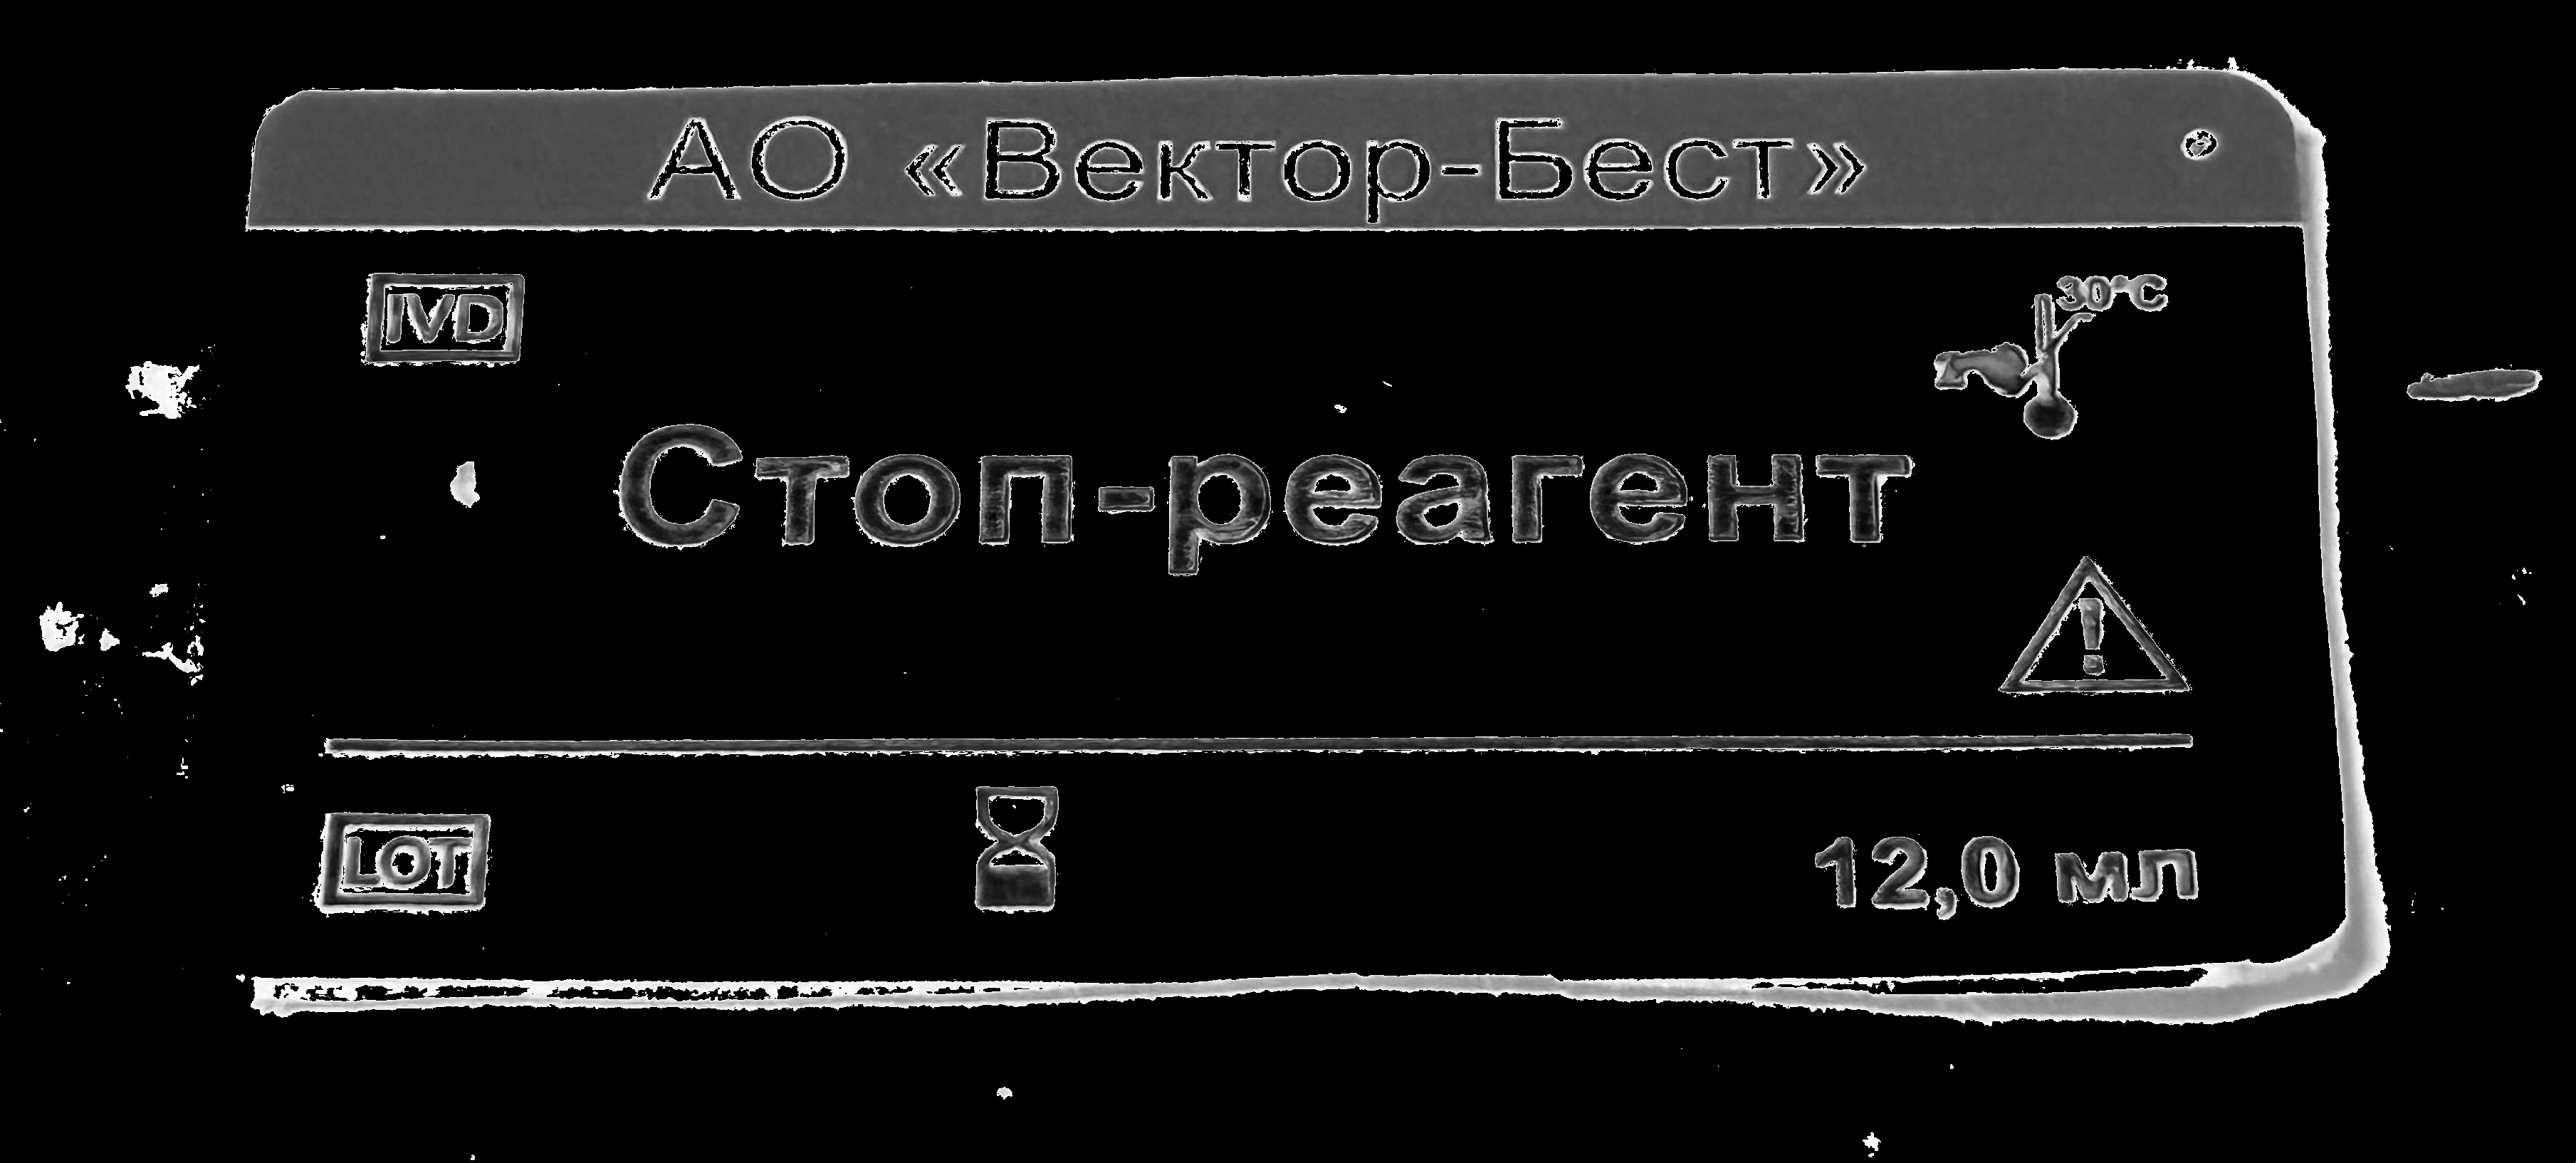 АО «Вектор-Бест»
IVD
30°C
Стоп-реагент
LOT
12,0 мл